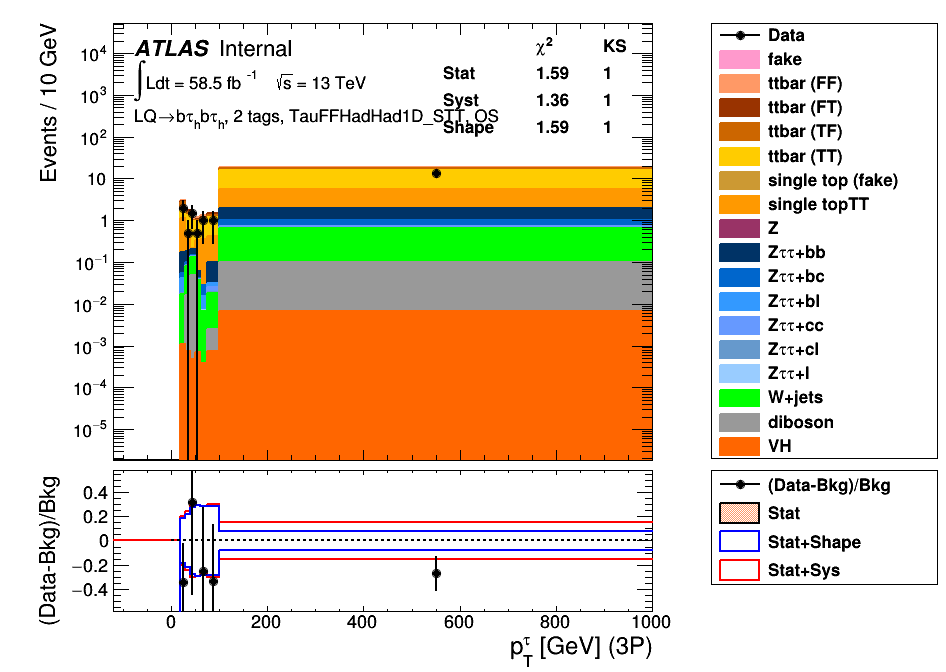 Events / 10 GeV
10⁴
10³
10²
10
1
10⁻¹
10⁻²
10⁻³
10⁻⁴
10⁻⁵
ATLAS Internal
∫Ldt = 58.5 fb⁻¹ √s = 13 TeV
LQ→bτₕbτₕ, 2 tags, TauFFHadHad1D_STT, OS
χ² KS
Stat 1.59 1
Syst 1.36 1
Shape 1.59 1
Data
fake
ttbar (FF)
ttbar (FT)
ttbar (TF)
ttbar (TT)
single top (fake)
single topTT
Z
Zττ+bb
Zττ+bc
Zττ+bl
Zττ+cc
Zττ+cl
Zττ+l
W+jets
diboson
VH
(Data-Bkg)/Bkg
0.4
0.2
0
−0.2
−0.4
0 200 400 600 800 1000
p_T^τ [GeV] (3P)
(Data-Bkg)/Bkg
Stat
Stat+Shape
Stat+Sys